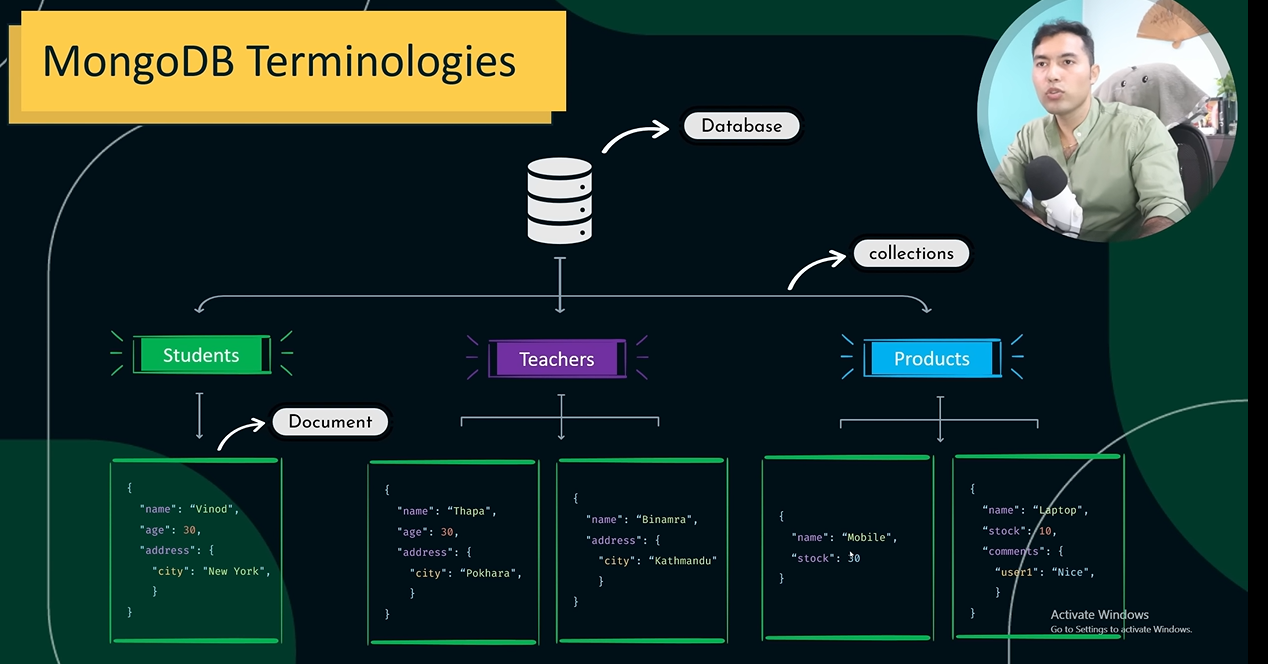 MongoDB Terminologies
Database
collections
Students
Teachers
Products
Document
{
"name": “Vinod",
"age": 30,
"address": {
"city": "New York",
}
}
{
"name": “Thapa",
"age": 30,
"address": {
"city": “Pokhara",
}
}
{
"name": “Binamra",
"address": {
"city": “Kathmandu"
}
}
{
"name": “Mobile",
“stock": 30
}
{
“name": “Laptop",
“stock": 10,
“comments": {
“user1": “Nice",
}
}
Activate Windows
Go to Settings to activate Windows.